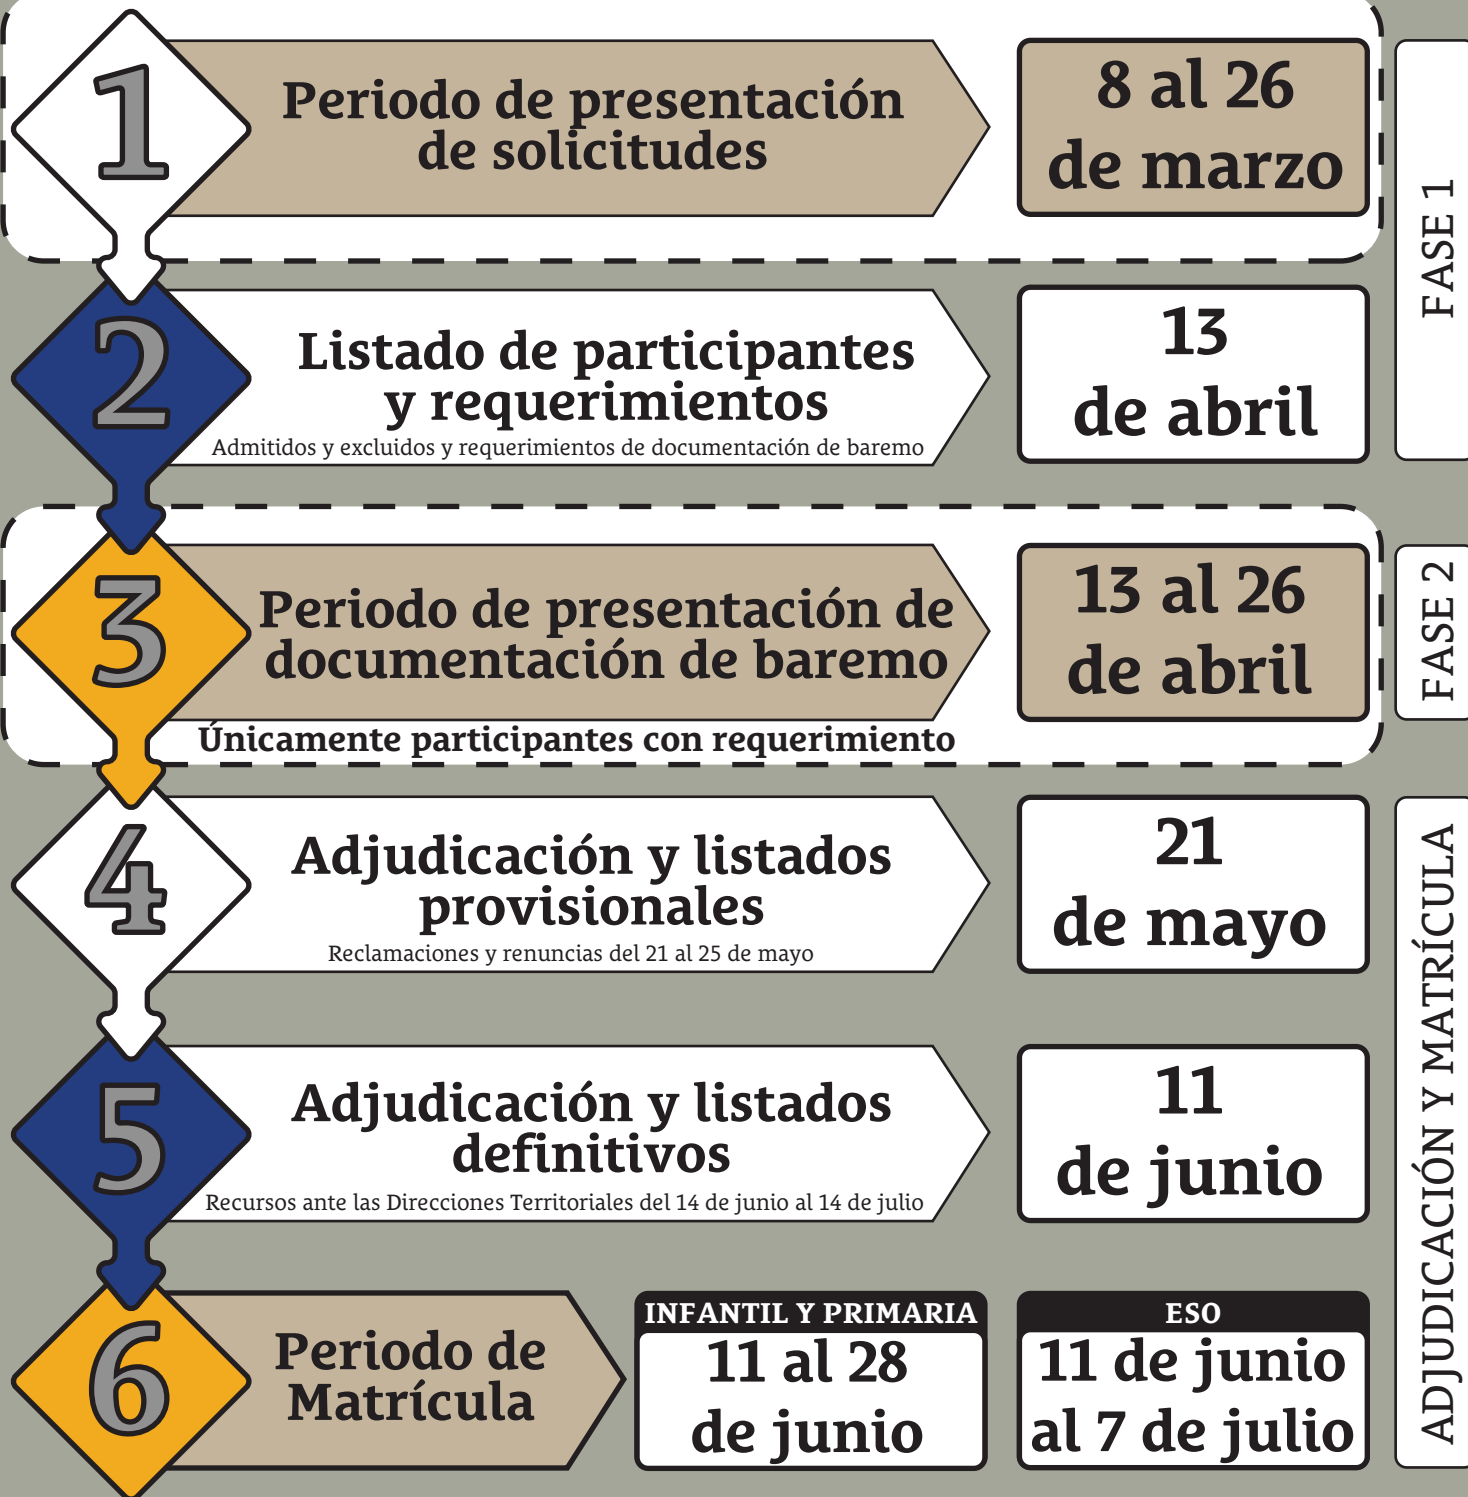 1
Periodo de presentación
de solicitudes
8 al 26
de marzo
FASE 1
2
Listado de participantes
y requerimientos
Admitidos y excluidos y requerimientos de documentación de baremo
13
de abril
3
Periodo de presentación de
documentación de baremo
Únicamente participantes con requerimiento
13 al 26
de abril
FASE 2
4
Adjudicación y listados
provisionales
Reclamaciones y renuncias del 21 al 25 de mayo
21
de mayo
ADJUDICACIÓN Y MATRÍCULA
5
Adjudicación y listados
definitivos
Recursos ante las Direcciones Territoriales del 14 de junio al 14 de julio
11
de junio
6
Periodo de
Matrícula
INFANTIL Y PRIMARIA
11 al 28
de junio
ESO
11 de junio
al 7 de julio